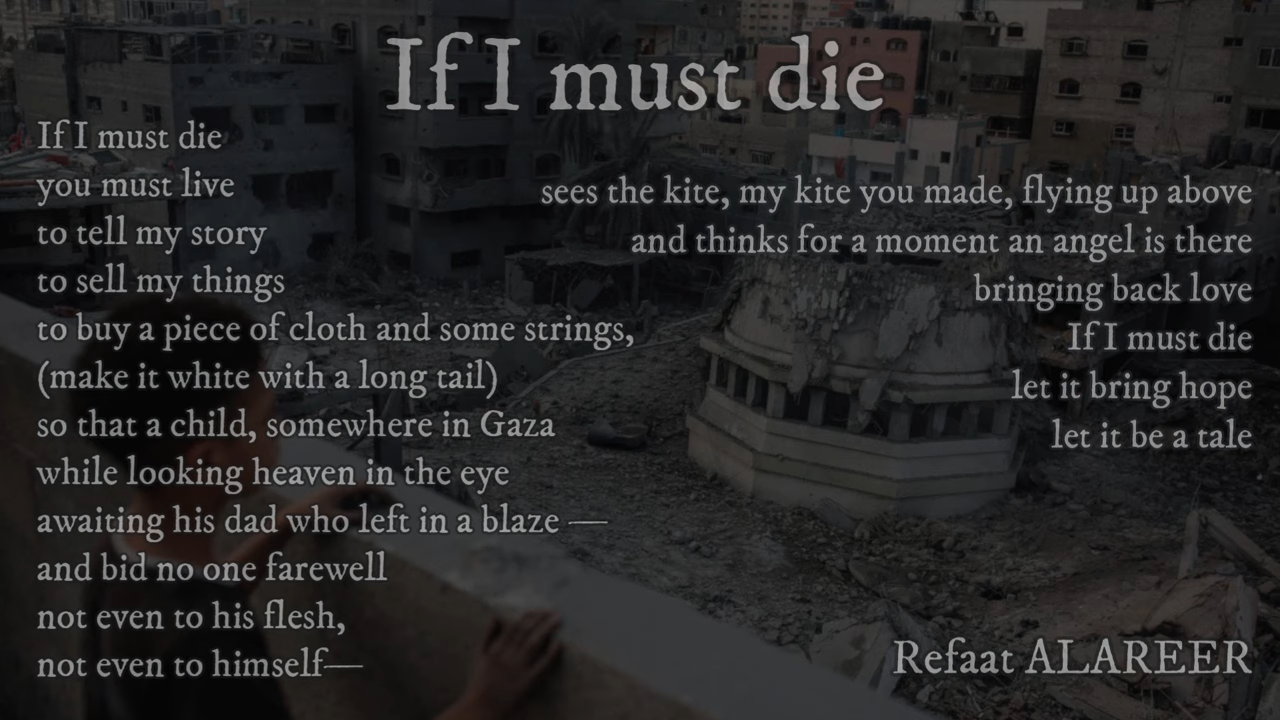 If I must die
If I must die
you must live
to tell my story
to sell my things
to buy a piece of cloth and some strings,
(make it white with a long tail)
so that a child, somewhere in Gaza
while looking heaven in the eye
awaiting his dad who left in a blaze —
and bid no one farewell
not even to his flesh,
not even to himself—
sees the kite, my kite you made, flying up above
and thinks for a moment an angel is there
bringing back love
If I must die
let it bring hope
let it be a tale
Refaat ALAREER